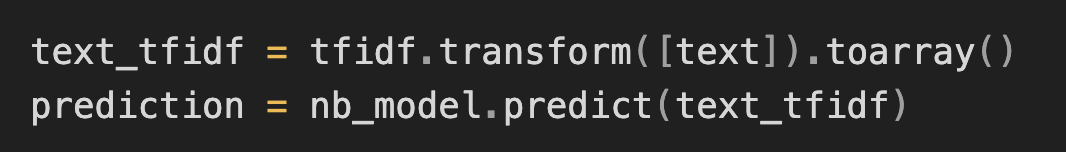 text_tfidf = tfidf.transform([text]).toarray()
prediction = nb_model.predict(text_tfidf)